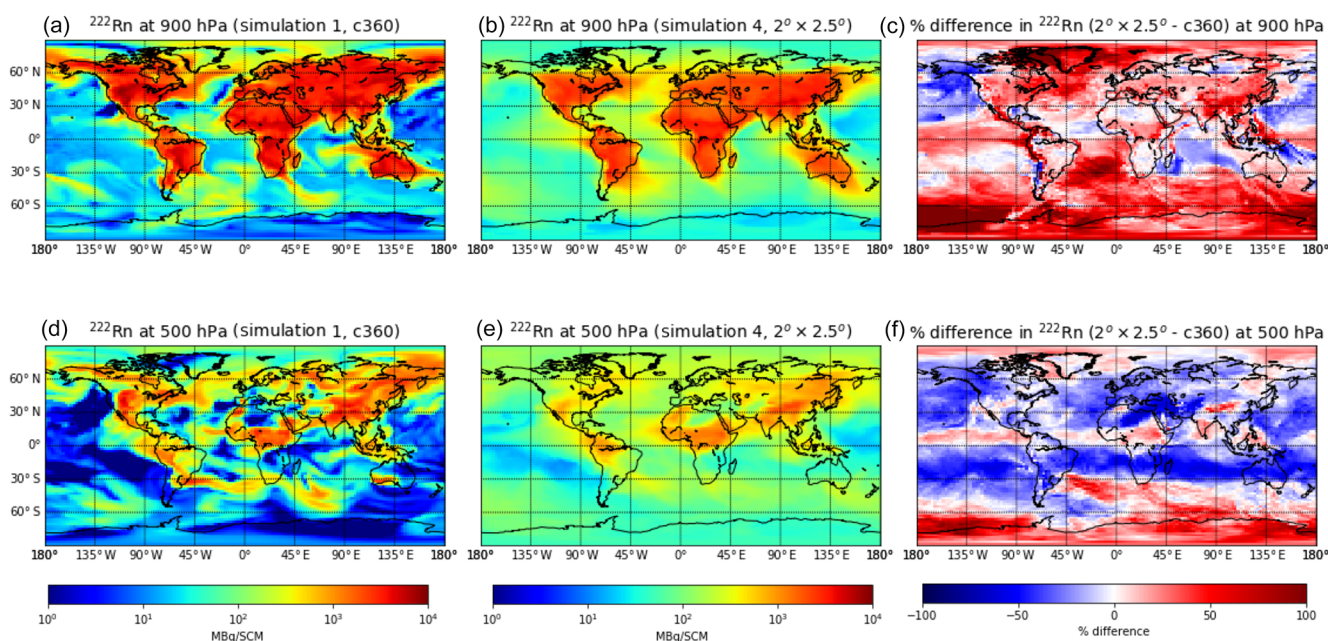 (a) ²²²Rn at 900 hPa (simulation 1, c360)
(b) ²²²Rn at 900 hPa (simulation 4, 2° × 2.5°)
(c) % difference in ²²²Rn (2° × 2.5° - c360) at 900 hPa
60° N
30° N
0°
30° S
60° S
180° 135°W 90°W 45°W 0° 45°E 90°E 135°E 180°
180° 135°W 90°W 45°W 0° 45°E 90°E 135°E 180°
180° 135°W 90°W 45°W 0° 45°E 90°E 135°E 180°
(d) ²²²Rn at 500 hPa (simulation 1, c360)
(e) ²²²Rn at 500 hPa (simulation 4, 2° × 2.5°)
(f) % difference in ²²²Rn (2° × 2.5° - c360) at 500 hPa
60° N
30° N
0°
30° S
60° S
180° 135°W 90°W 45°W 0° 45°E 90°E 135°E 180°
180° 135°W 90°W 45°W 0° 45°E 90°E 135°E 180°
180° 135°W 90°W 45°W 0° 45°E 90°E 135°E 180°
10⁰ 10¹ 10² 10³ 10⁴
MBq/SCM
10⁰ 10¹ 10² 10³ 10⁴
MBq/SCM
−100 −50 0 50 100
% difference